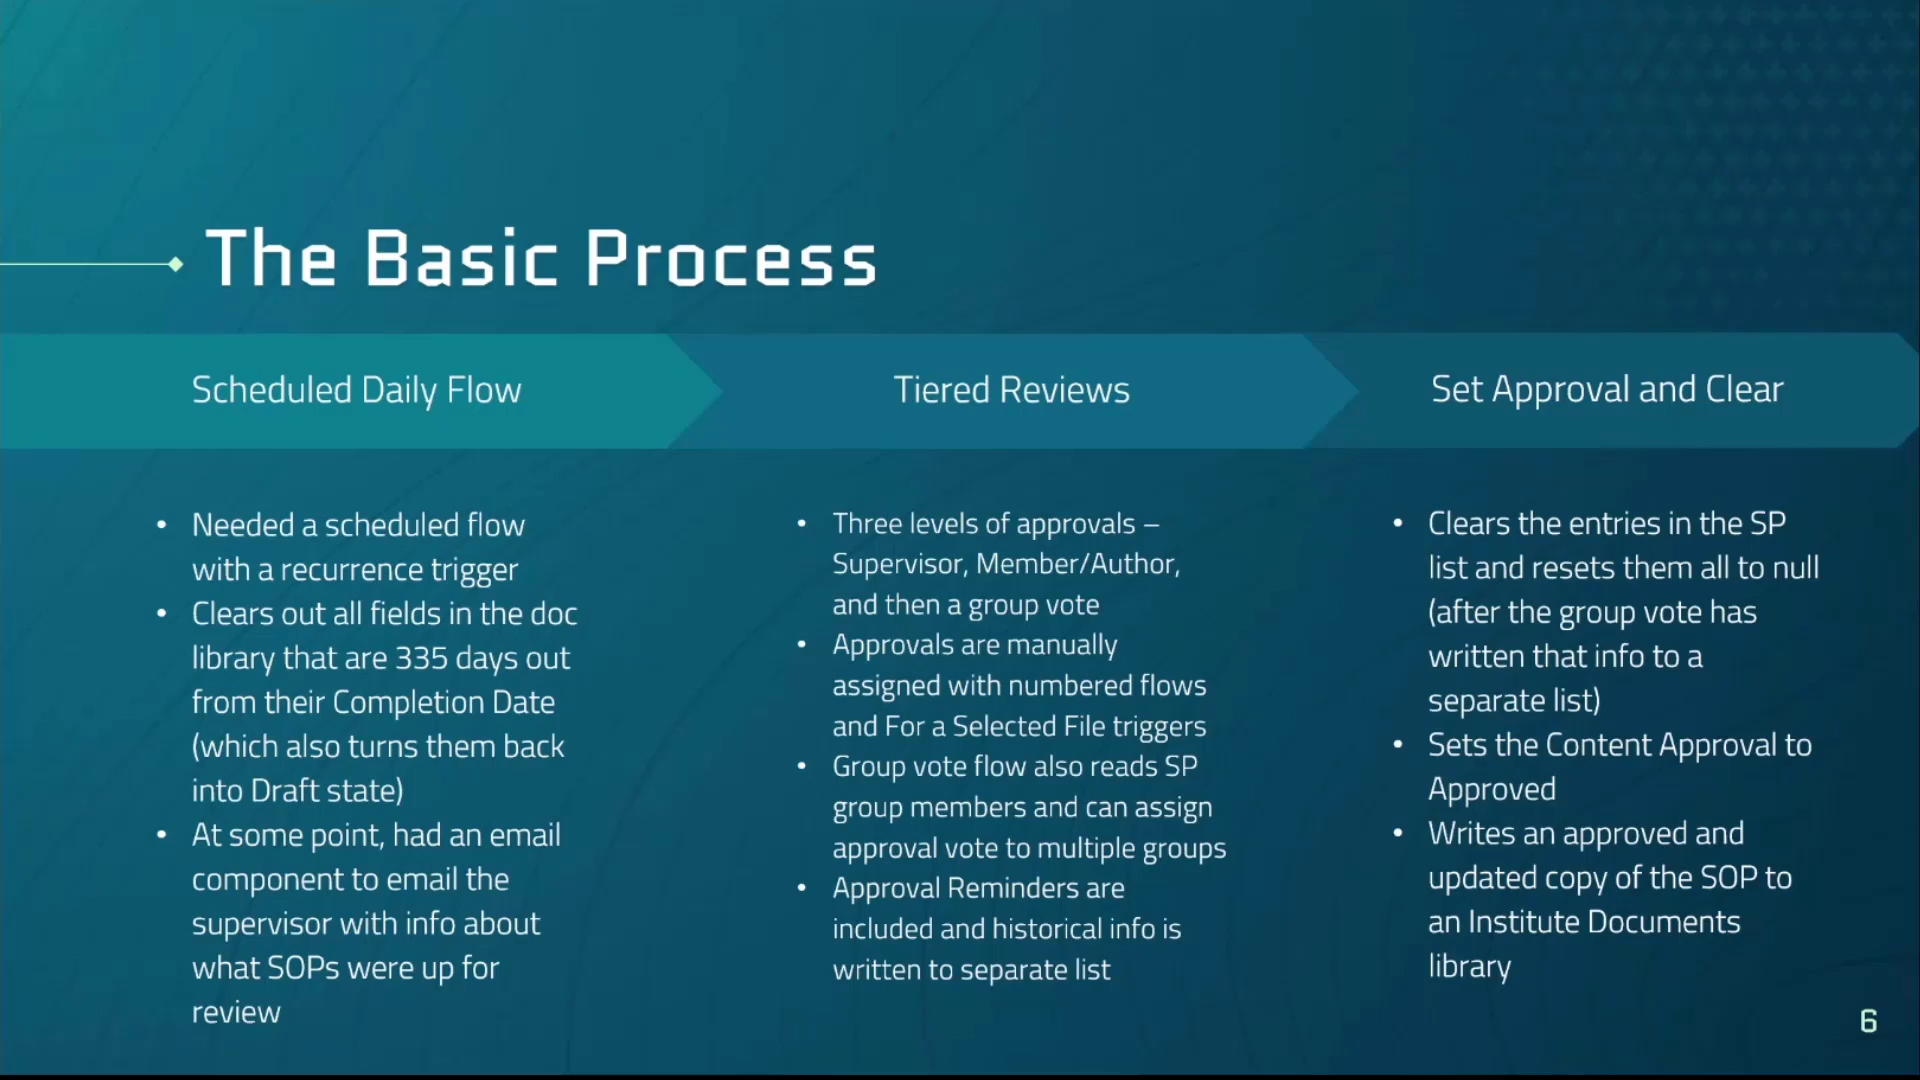 The Basic Process
Scheduled Daily Flow
Tiered Reviews
Set Approval and Clear
• Needed a scheduled flow
with a recurrence trigger
• Clears out all fields in the doc
library that are 335 days out
from their Completion Date
(which also turns them back
into Draft state)
• At some point, had an email
component to email the
supervisor with info about
what SOPs were up for
review
• Three levels of approvals –
Supervisor, Member/Author,
and then a group vote
• Approvals are manually
assigned with numbered flows
and For a Selected File triggers
• Group vote flow also reads SP
group members and can assign
approval vote to multiple groups
• Approval Reminders are
included and historical info is
written to separate list
• Clears the entries in the SP
list and resets them all to null
(after the group vote has
written that info to a
separate list)
• Sets the Content Approval to
Approved
• Writes an approved and
updated copy of the SOP to
an Institute Documents
library
6